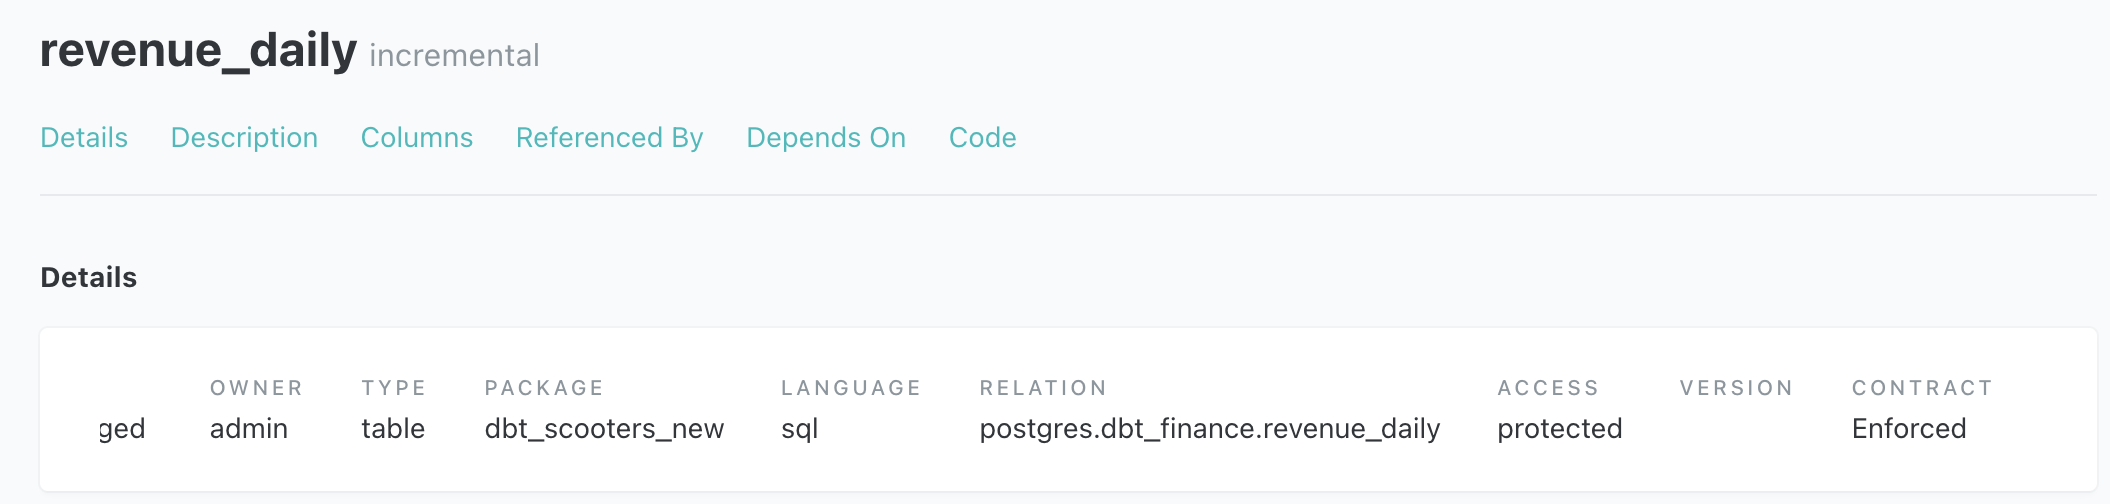 revenue_daily incremental
Details Description Columns Referenced By Depends On Code
Details
OWNER TYPE PACKAGE LANGUAGE RELATION ACCESS VERSION CONTRACT
ged admin table dbt_scooters_new sql postgres.dbt_finance.revenue_daily protected Enforced